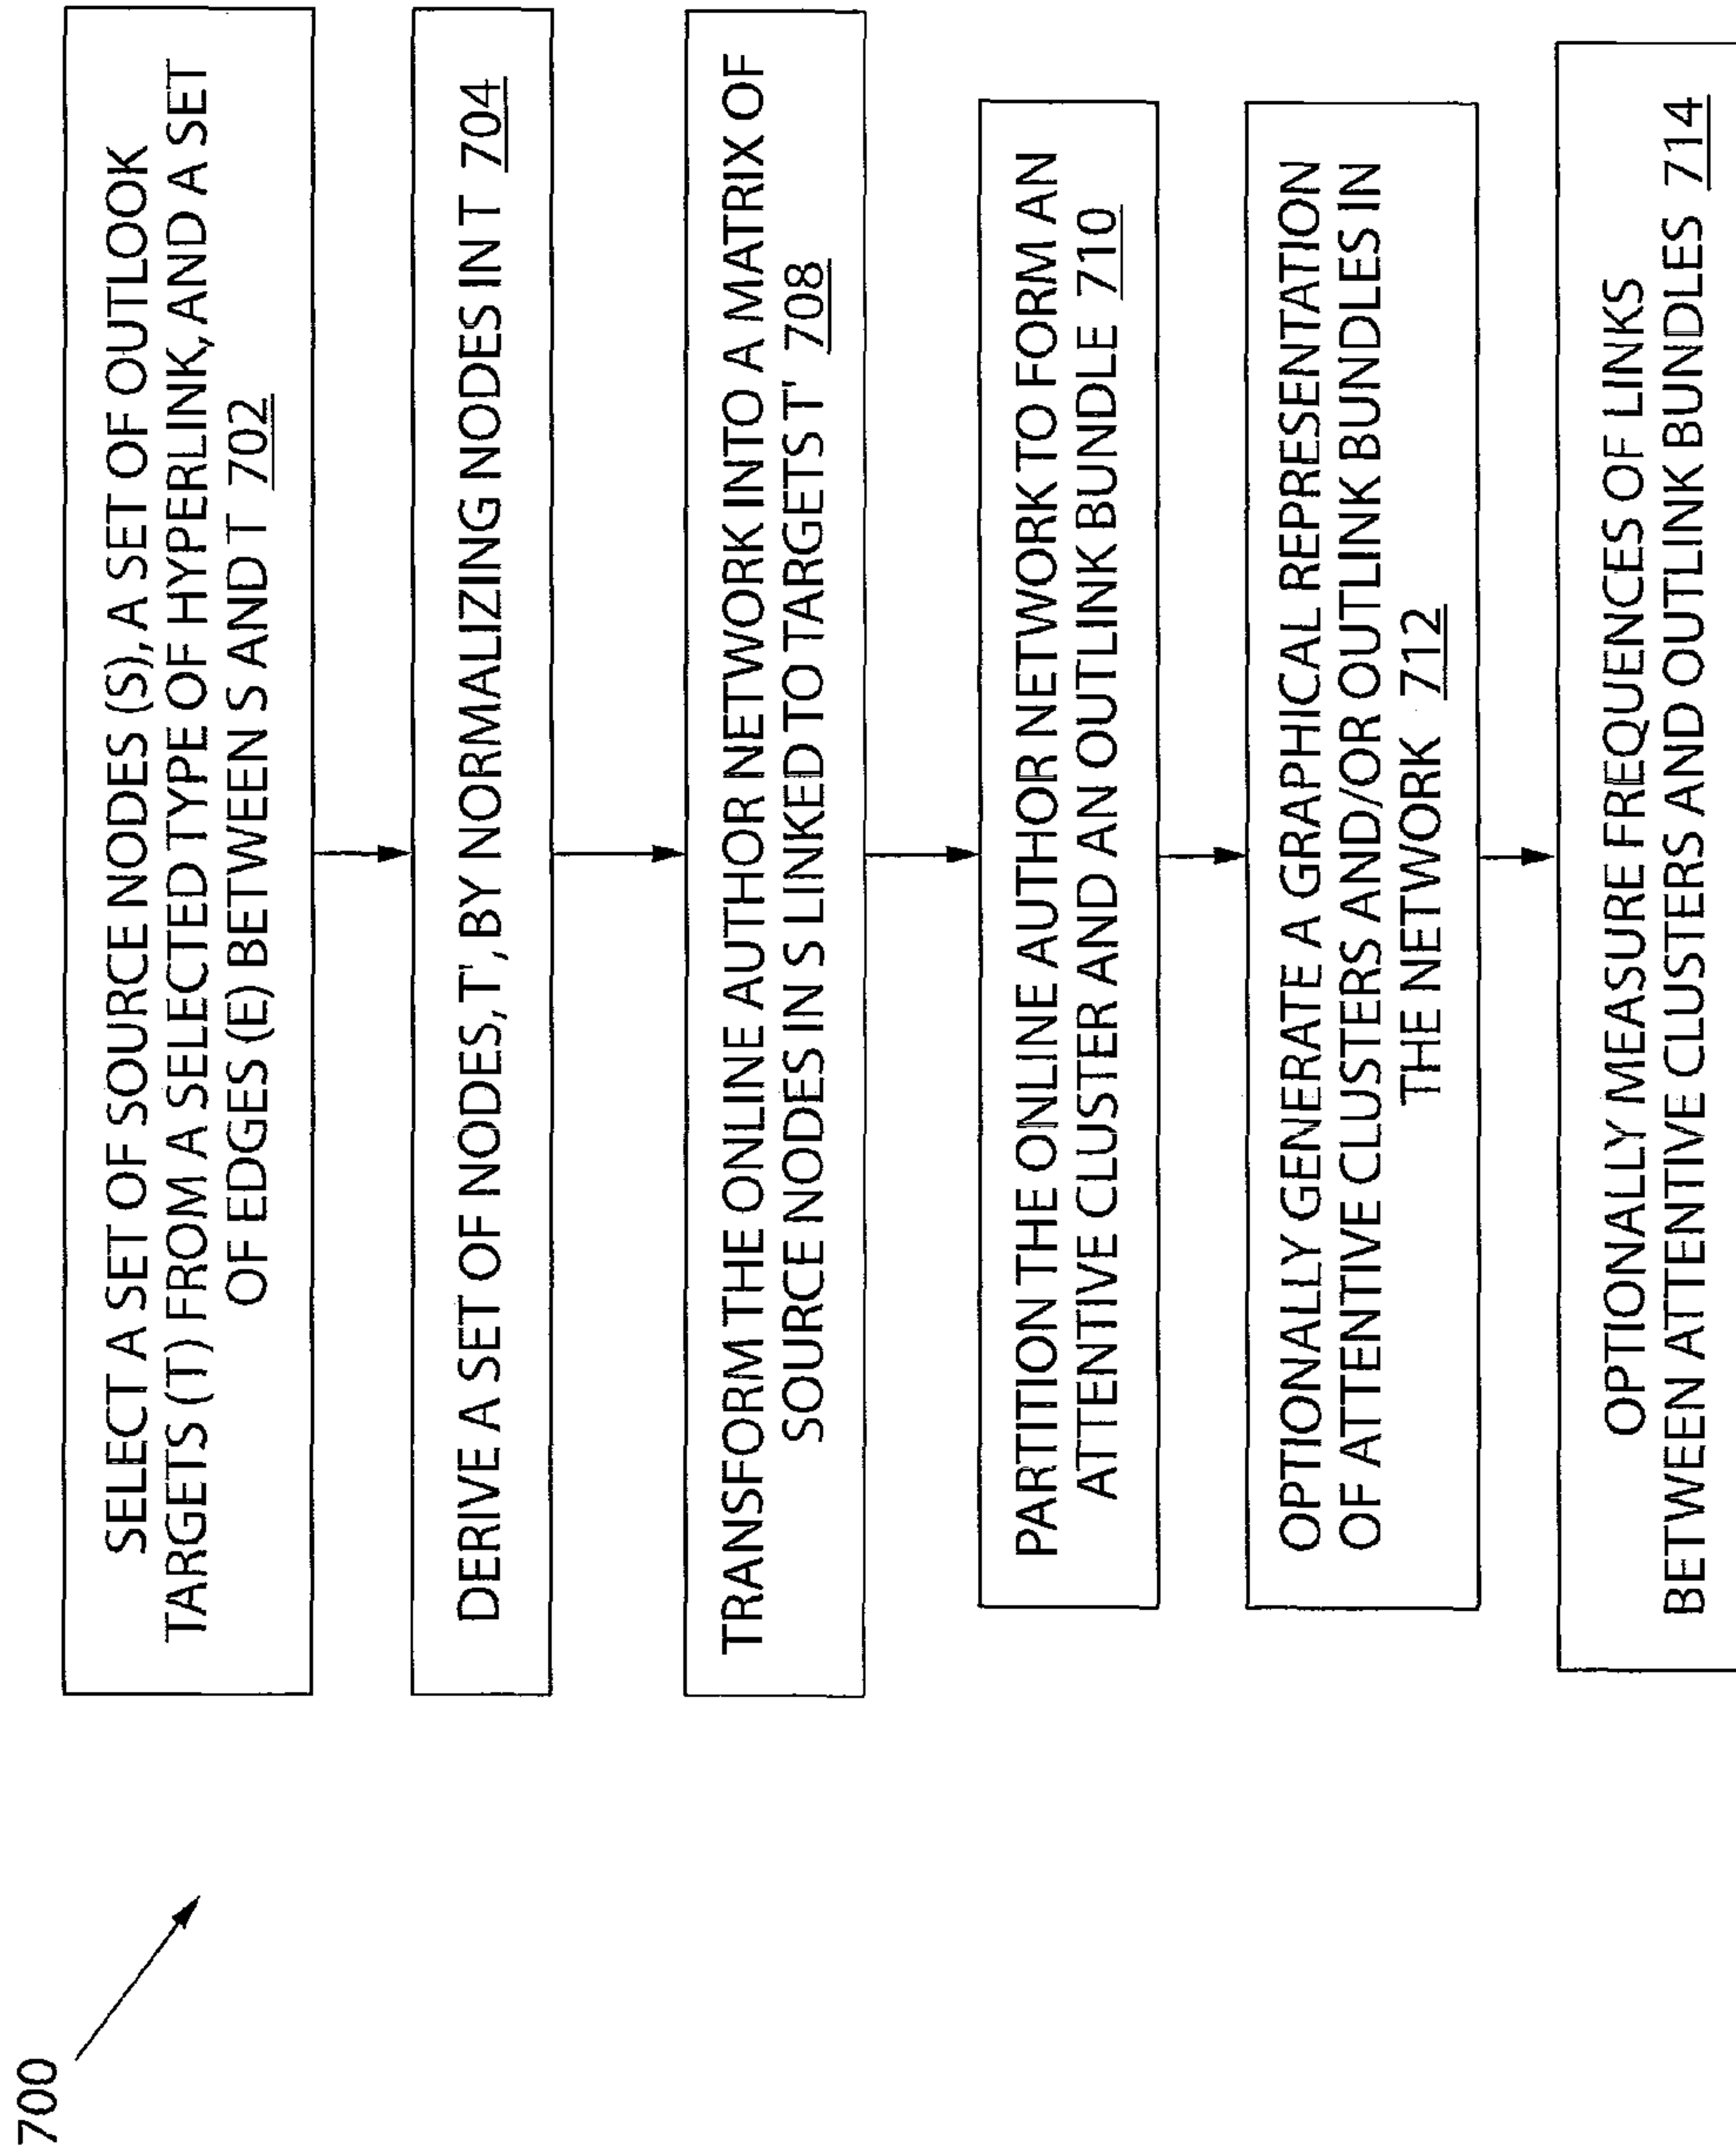 700
SELECT A SET OF SOURCE NODES (S), A SET OF OUTLOOK
TARGETS (T) FROM A SELECTED TYPE OF HYPERLINK, AND A SET
OF EDGES (E) BETWEEN S AND T 702
DERIVE A SET OF NODES, T', BY NORMALIZING NODES IN T 704
TRANSFORM THE ONLINE AUTHOR NETWORK INTO A MATRIX OF
SOURCE NODES IN S LINKED TO TARGETS T' 708
PARTITION THE ONLINE AUTHOR NETWORK TO FORM AN
ATTENTIVE CLUSTER AND AN OUTLINK BUNDLE 710
OPTIONALLY GENERATE A GRAPHICAL REPRESENTATION
OF ATTENTIVE CLUSTERS AND/OR OUTLINK BUNDLES IN
THE NETWORK 712
OPTIONALLY MEASURE FREQUENCES OF LINKS
BETWEEN ATTENTIVE CLUSTERS AND OUTLINK BUNDLES 714